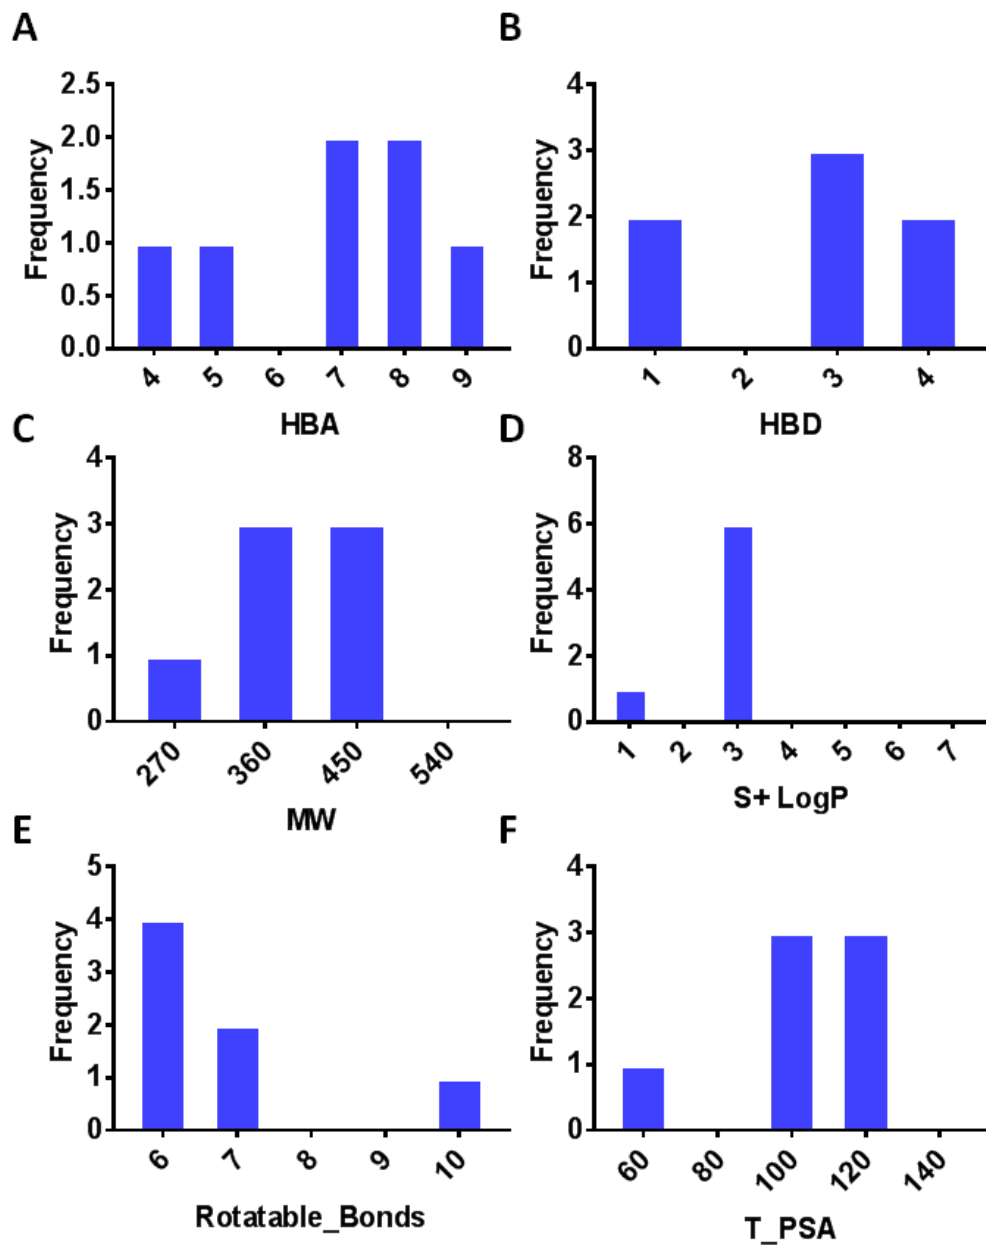 A
Frequency
2.5
2.0
1.5
1.0
0.5
0.0
4 5 6 7 8 9
HBA
B
Frequency
4
3
2
1
0
1 2 3 4
HBD
C
Frequency
4
3
2
1
0
270 360 450 540
MW
D
Frequency
8
6
4
2
0
1 2 3 4 5 6 7
S+ LogP
E
Frequency
5
4
3
2
1
0
6 7 8 9 10
Rotatable_Bonds
F
Frequency
4
3
2
1
0
60 80 100 120 140
T_PSA